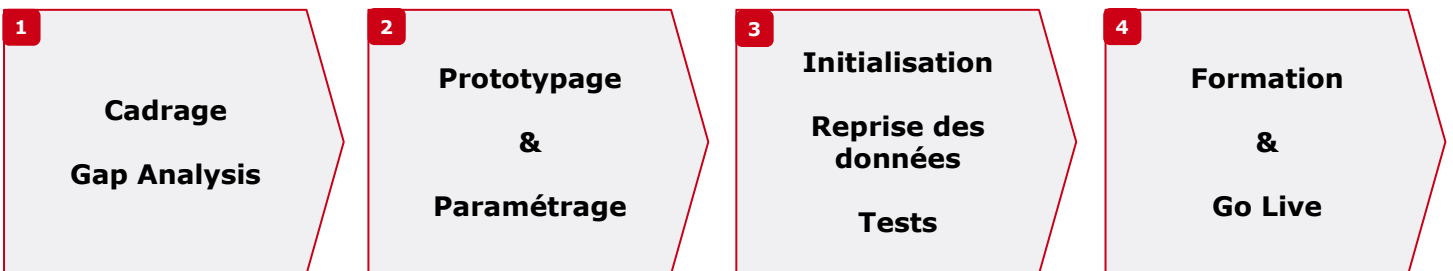 1
Cadrage
Gap Analysis
2
Prototypage
&
Paramétrage
3
Initialisation
Reprise des
données
Tests
4
Formation
&
Go Live